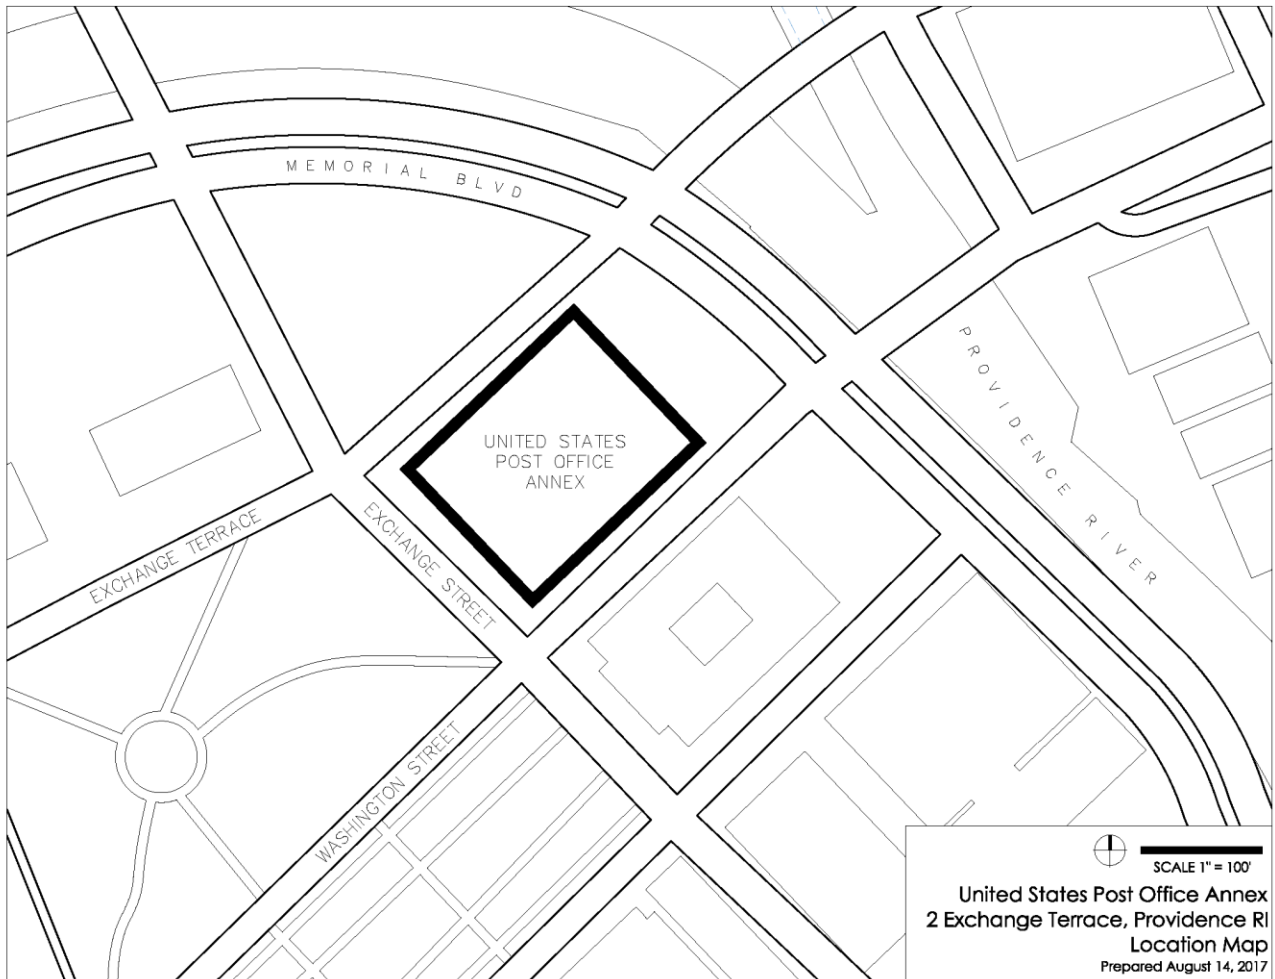 MEMORIAL BLVD
PROVIDENCE RIVER
UNITED STATES
POST OFFICE
ANNEX
EXCHANGE TERRACE
EXCHANGE STREET
WASHINGTON STREET
SCALE 1" = 100'
United States Post Office Annex
2 Exchange Terrace, Providence RI
Location Map
Prepared August 14, 2017